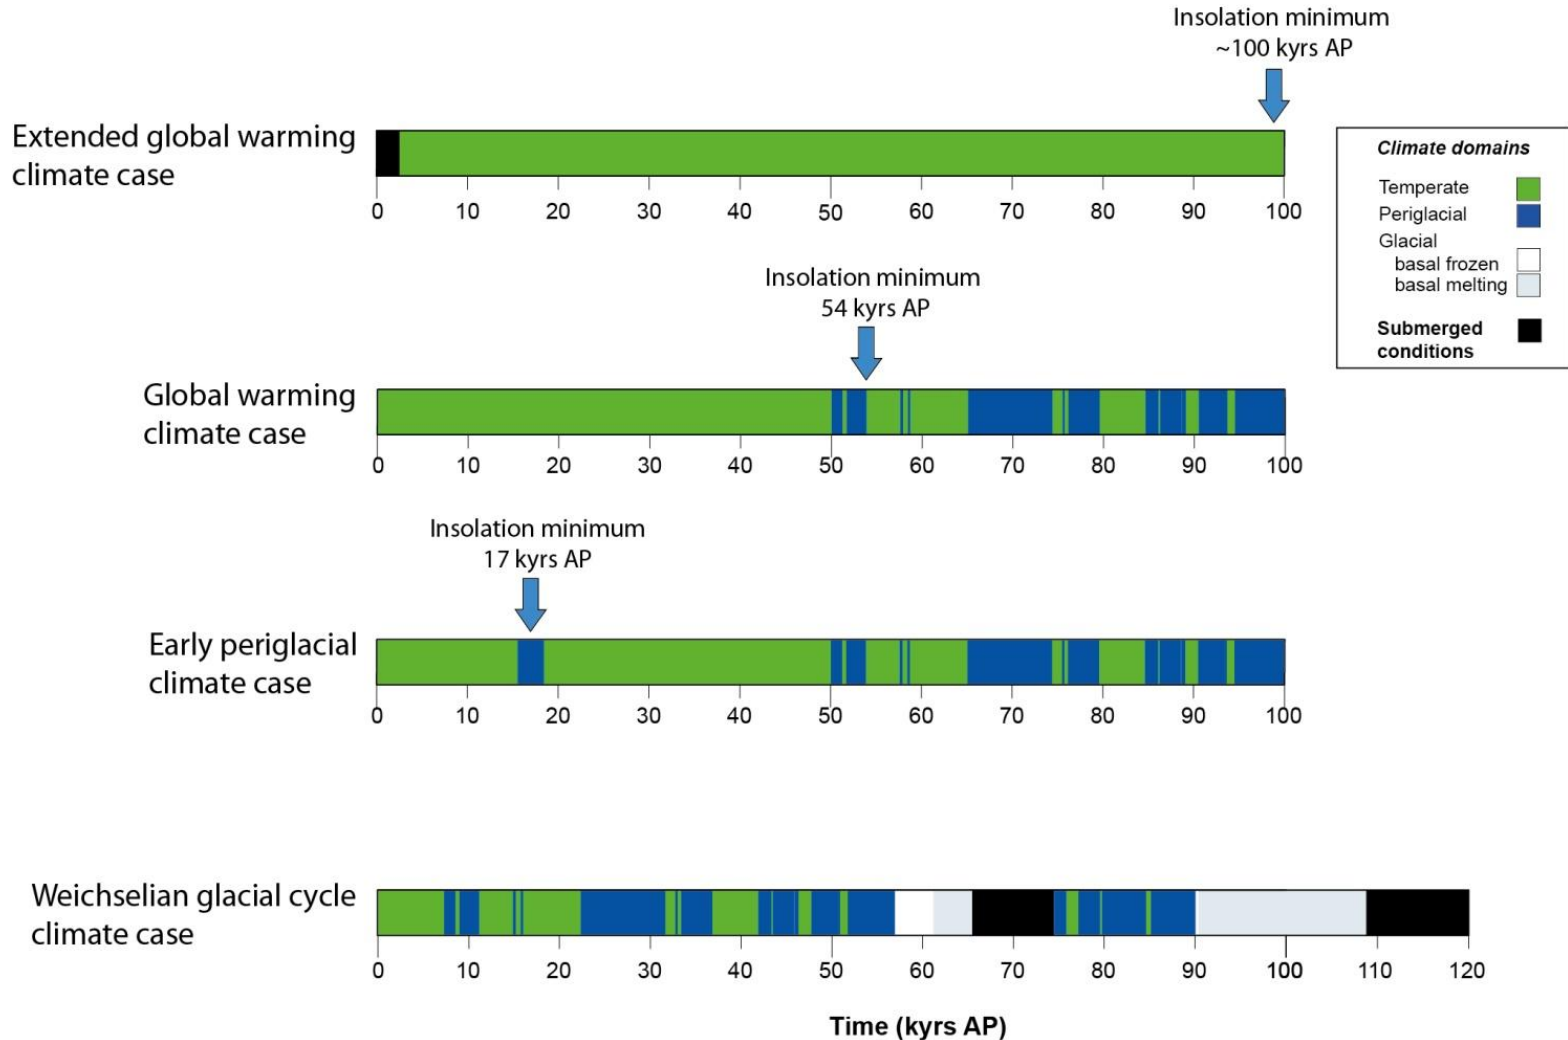 Insolation minimum
~100 kyrs AP
Extended global warming
climate case
0 10 20 30 40 50 60 70 80 90 100
Climate domains
Temperate
Periglacial
Glacial
basal frozen
basal melting
Submerged
conditions
Insolation minimum
54 kyrs AP
Global warming
climate case
0 10 20 30 40 50 60 70 80 90 100
Insolation minimum
17 kyrs AP
Early periglacial
climate case
0 10 20 30 40 50 60 70 80 90 100
Weichselian glacial cycle
climate case
0 10 20 30 40 50 60 70 80 90 100 110 120
Time (kyrs AP)